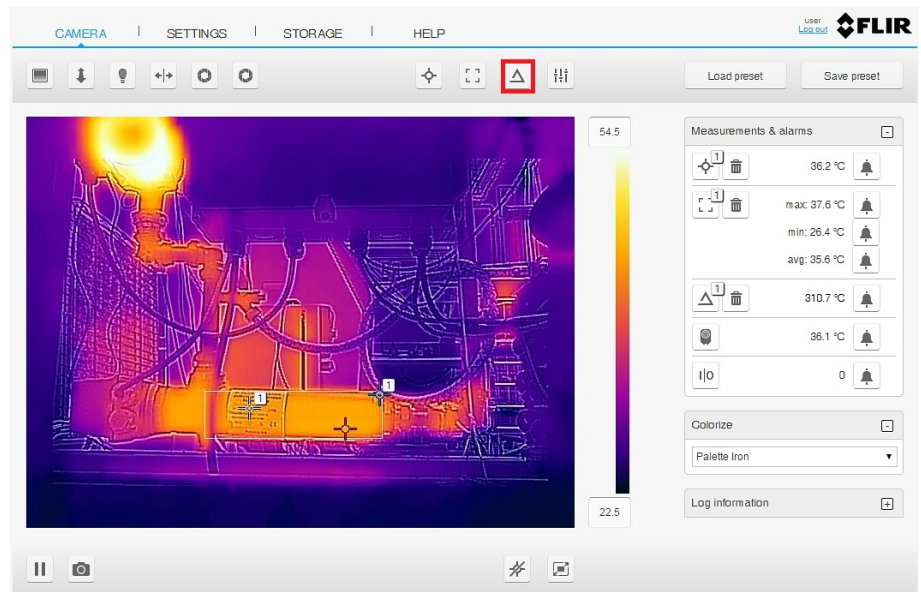 CAMERA SETTINGS STORAGE HELP
user
Log out
FLIR
Load preset Save preset
54.5
22.5
1
1
Measurements & alarms
1 36.2 °C
1 max: 37.6 °C
min: 26.4 °C
avg: 35.6 °C
1 310.7 °C
36.1 °C
I|O 0
Colorize
Palette Iron
Log information